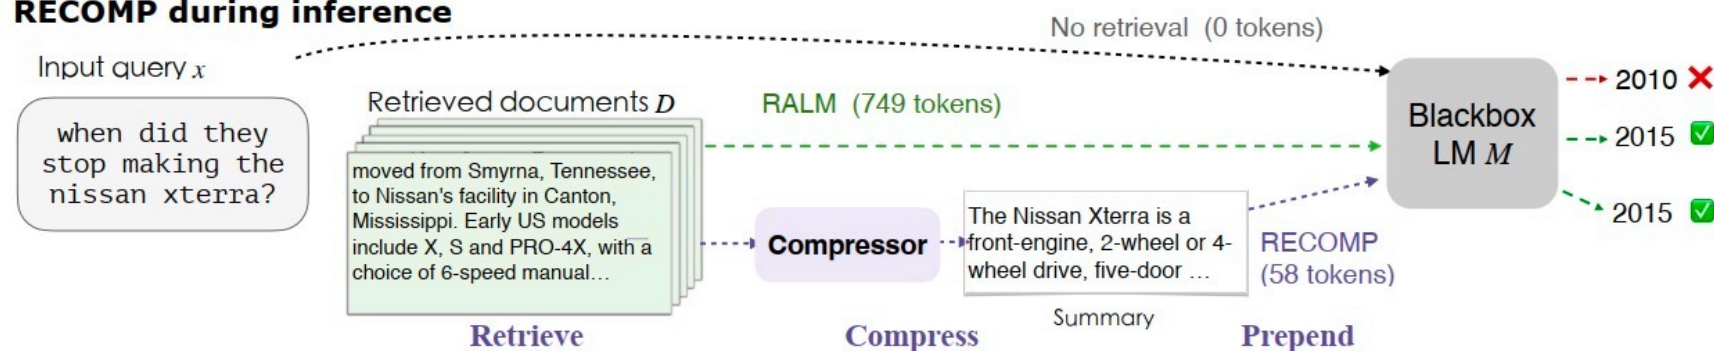 RECOMP during inference
No retrieval (0 tokens)
Input query x
when did they
stop making the
nissan xterra?
Retrieved documents D
moved from Smyrna, Tennessee,
to Nissan's facility in Canton,
Mississippi. Early US models
include X, S and PRO-4X, with a
choice of 6-speed manual…
RALM (749 tokens)
Compressor
The Nissan Xterra is a
front-engine, 2-wheel or 4-
wheel drive, five-door …
Summary
RECOMP
(58 tokens)
Blackbox
LM M
2010
2015
2015
Retrieve
Compress
Prepend